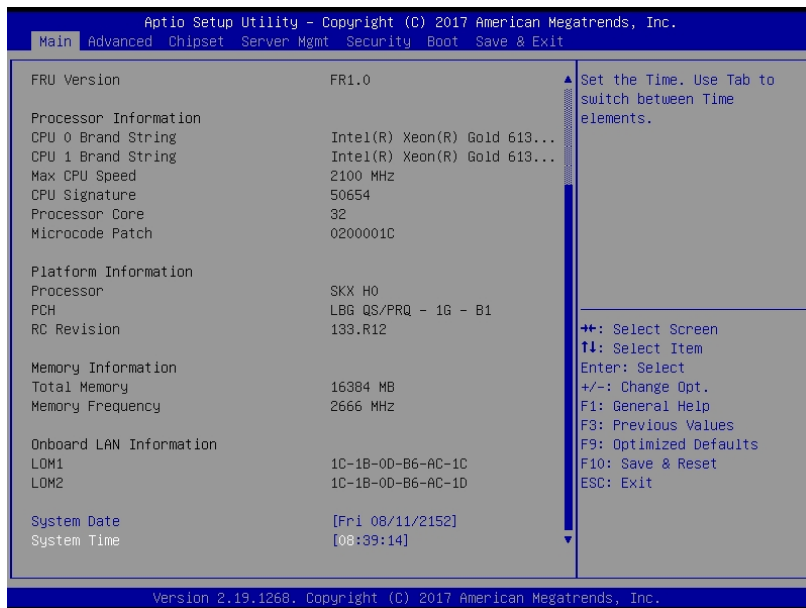 Aptio Setup Utility – Copyright (C) 2017 American Megatrends, Inc.
Main Advanced Chipset Server Mgmt Security Boot Save & Exit
FRU Version FR1.0
Processor Information
CPU 0 Brand String Intel(R) Xeon(R) Gold 613...
CPU 1 Brand String Intel(R) Xeon(R) Gold 613...
Max CPU Speed 2100 MHz
CPU Signature 50654
Processor Core 32
Microcode Patch 0200001C
Platform Information
Processor SKX H0
PCH LBG QS/PRQ - 1G - B1
RC Revision 133.R12
Memory Information
Total Memory 16384 MB
Memory Frequency 2666 MHz
Onboard LAN Information
LOM1 1C-1B-0D-B6-AC-1C
LOM2 1C-1B-0D-B6-AC-1D
System Date [Fri 08/11/2152]
System Time [08:39:14]
Set the Time. Use Tab to
switch between Time
elements.
→←: Select Screen
↑↓: Select Item
Enter: Select
+/-: Change Opt.
F1: General Help
F3: Previous Values
F9: Optimized Defaults
F10: Save & Reset
ESC: Exit
Version 2.19.1268. Copyright (C) 2017 American Megatrends, Inc.